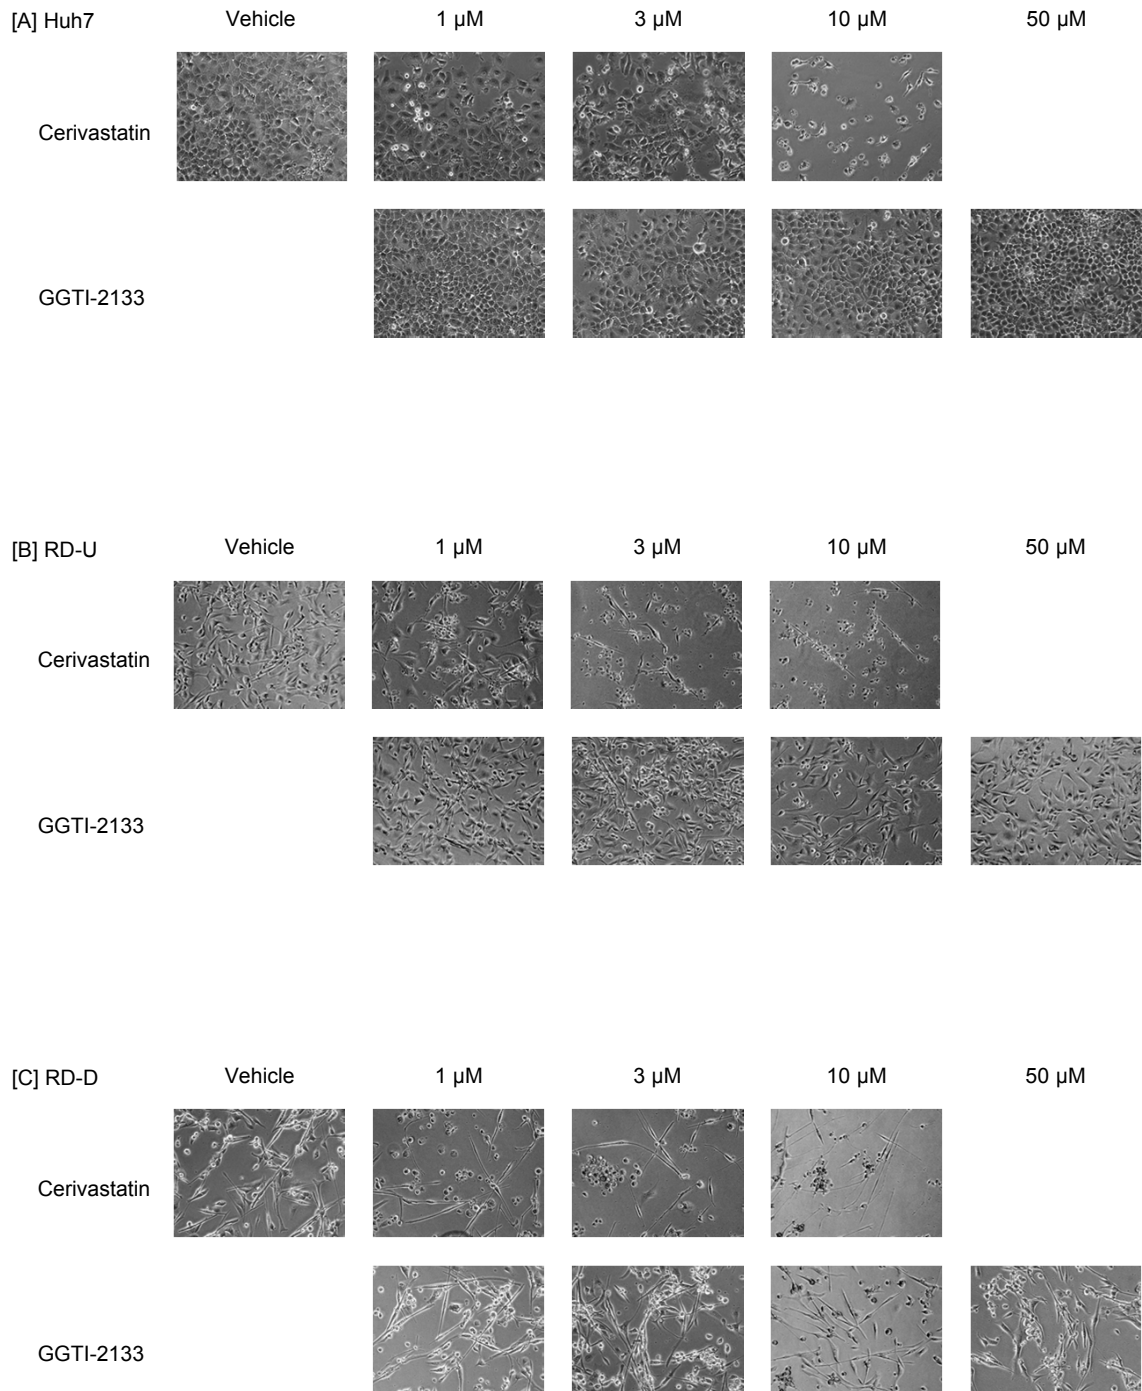 [A] Huh7 Vehicle 1 µM 3 µM 10 µM 50 µM
Cerivastatin
GGTI-2133
[B] RD-U Vehicle 1 µM 3 µM 10 µM 50 µM
Cerivastatin
GGTI-2133
[C] RD-D Vehicle 1 µM 3 µM 10 µM 50 µM
Cerivastatin
GGTI-2133